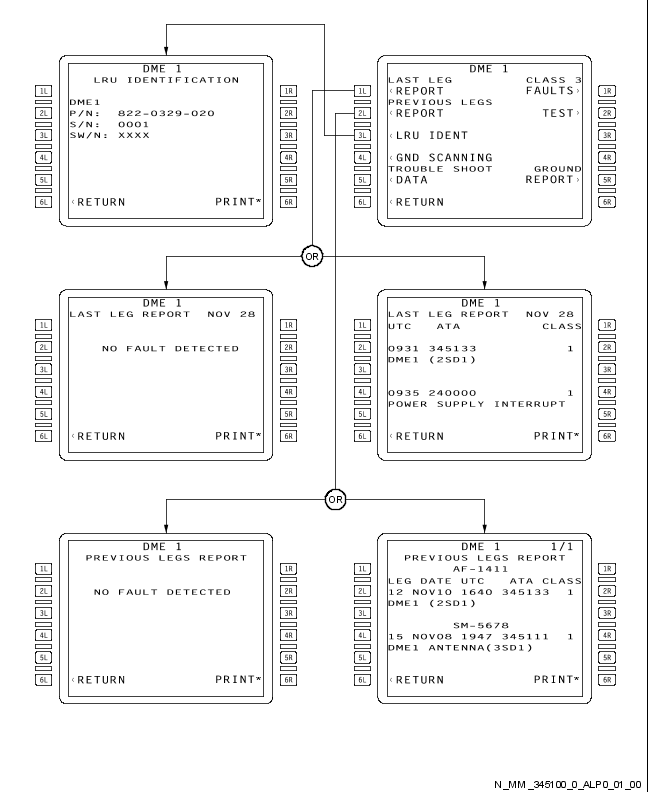 DME 1
LRU IDENTIFICATION
DME1
P/N: 822-0329-020
S/N: 0001
SW/N: XXXX
‹RETURN PRINT*
1L
2L
3L
4L
5L
6L
1R
2R
3R
4R
5R
6R
DME 1
LAST LEG CLASS 3
‹REPORT FAULTS›
PREVIOUS LEGS
‹REPORT TEST›
‹LRU IDENT
‹GND SCANNING
TROUBLE SHOOT GROUND
‹DATA REPORT›
‹RETURN
1L
2L
3L
4L
5L
6L
1R
2R
3R
4R
5R
6R
OR
DME 1
LAST LEG REPORT NOV 28
NO FAULT DETECTED
‹RETURN PRINT*
1L
2L
3L
4L
5L
6L
1R
2R
3R
4R
5R
6R
DME 1
LAST LEG REPORT NOV 28
UTC ATA CLASS
0931 345133 1
DME1 (2SD1)
0935 240000 1
POWER SUPPLY INTERRUPT
‹RETURN PRINT*
1L
2L
3L
4L
5L
6L
1R
2R
3R
4R
5R
6R
OR
DME 1
PREVIOUS LEGS REPORT
NO FAULT DETECTED
‹RETURN PRINT*
1L
2L
3L
4L
5L
6L
1R
2R
3R
4R
5R
6R
DME 1 1/1
PREVIOUS LEGS REPORT
AF-1411
LEG DATE UTC ATA CLASS
12 NOV10 1640 345133 1
DME1 (2SD1)
SM-5678
15 NOV08 1947 345111 1
DME1 ANTENNA(3SD1)
‹RETURN PRINT*
1L
2L
3L
4L
5L
6L
1R
2R
3R
4R
5R
6R
N_MM_345100_0_ALP0_01_00